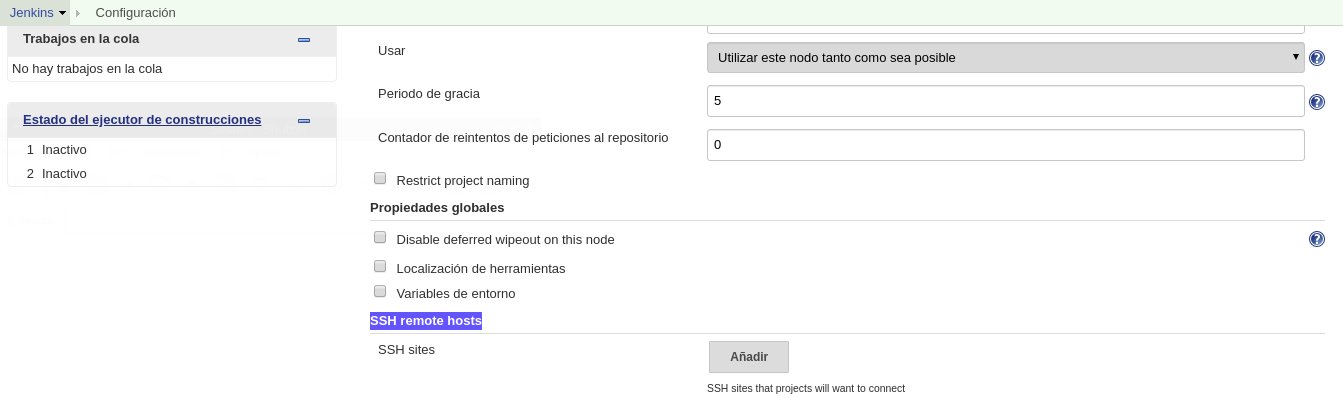 Jenkins Configuración
Trabajos en la cola
No hay trabajos en la cola
Estado del ejecutor de construcciones
1 Inactivo
2 Inactivo
Usar Utilizar este nodo tanto como sea posible
Periodo de gracia 5
Contador de reintentos de peticiones al repositorio 0
Restrict project naming
Propiedades globales
Disable deferred wipeout on this node
Localización de herramientas
Variables de entorno
SSH remote hosts
SSH sites Añadir
SSH sites that projects will want to connect